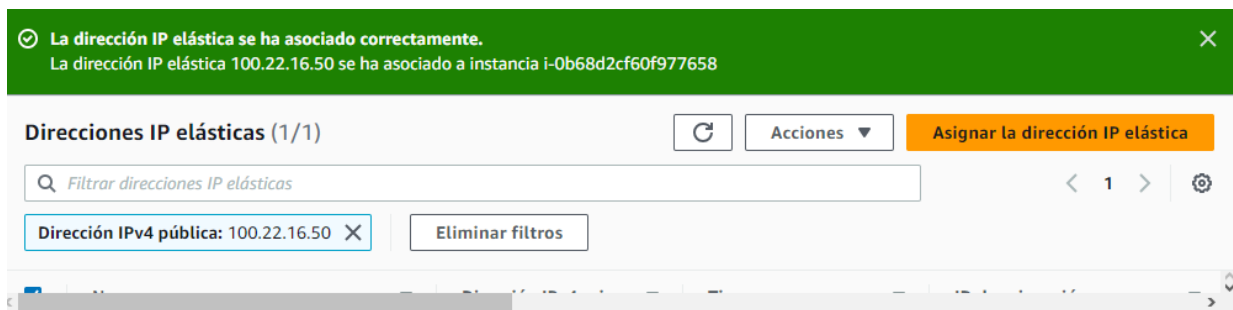 La dirección IP elástica se ha asociado correctamente.
La dirección IP elástica 100.22.16.50 se ha asociado a instancia i-0b68d2cf60f977658
Direcciones IP elásticas (1/1)
Acciones
Asignar la dirección IP elástica
Filtrar direcciones IP elásticas
1
Dirección IPv4 pública: 100.22.16.50
Eliminar filtros